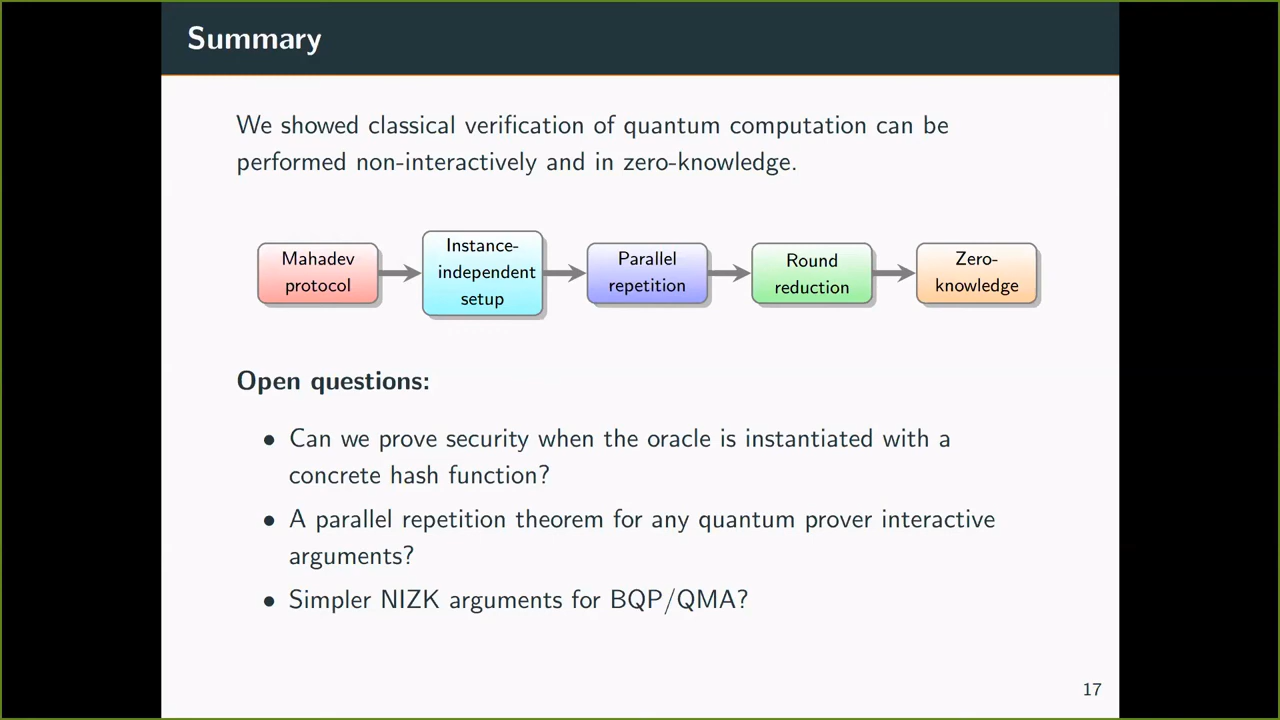 Summary
We showed classical verification of quantum computation can be
performed non-interactively and in zero-knowledge.
Mahadev
protocol
Instance-
independent
setup
Parallel
repetition
Round
reduction
Zero-
knowledge
Open questions:
• Can we prove security when the oracle is instantiated with a
concrete hash function?
• A parallel repetition theorem for any quantum prover interactive
arguments?
• Simpler NIZK arguments for BQP/QMA?
17